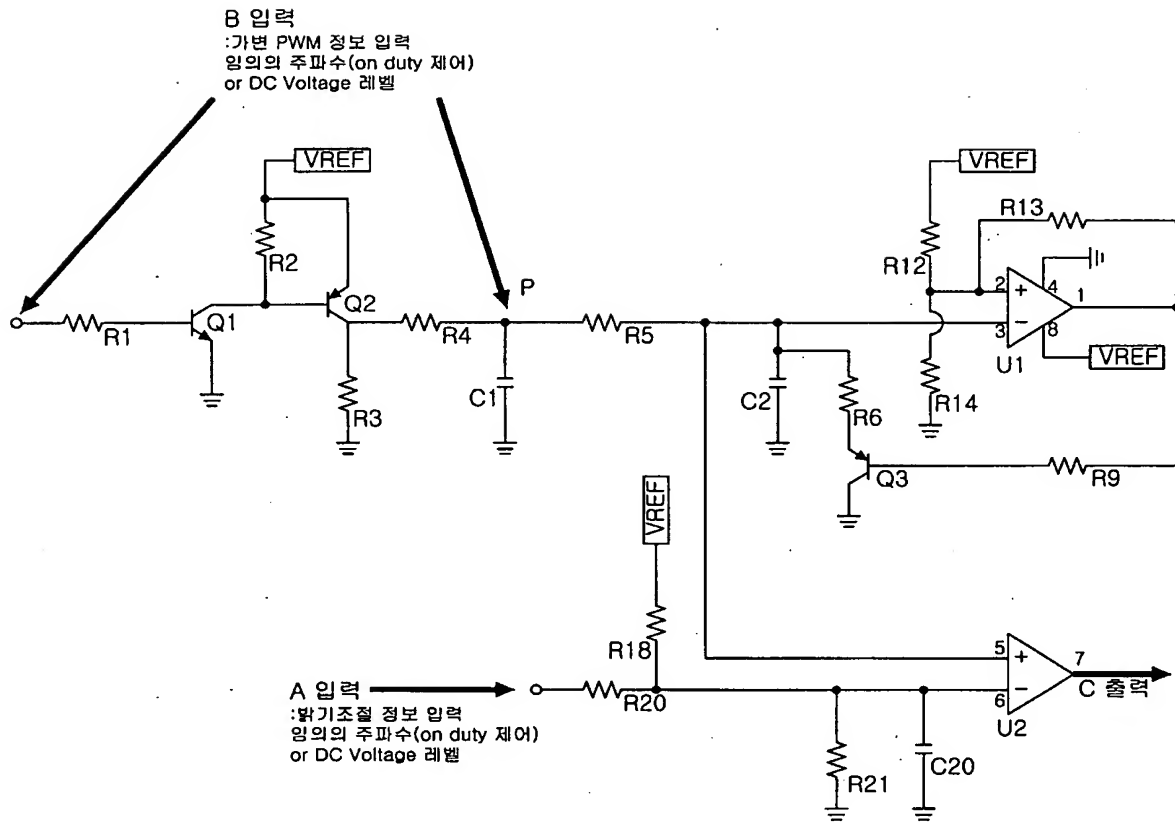 B 입력
:가변 PWM 정보 입력
임의의 주파수(on duty 제어)
or DC Voltage 레벨
VREF
VREF
R13
R2
P
R12
Q2
2
4
1
Q1
R1
R4
R5
3
8
U1
VREF
R3
C1
C2
R6
R14
Q3
R9
VREF
R18
5
7
A 입력
R20
6
C 출력
:밝기조절 정보 입력
임의의 주파수(on duty 제어)
or DC Voltage 레벨
U2
R21
C20